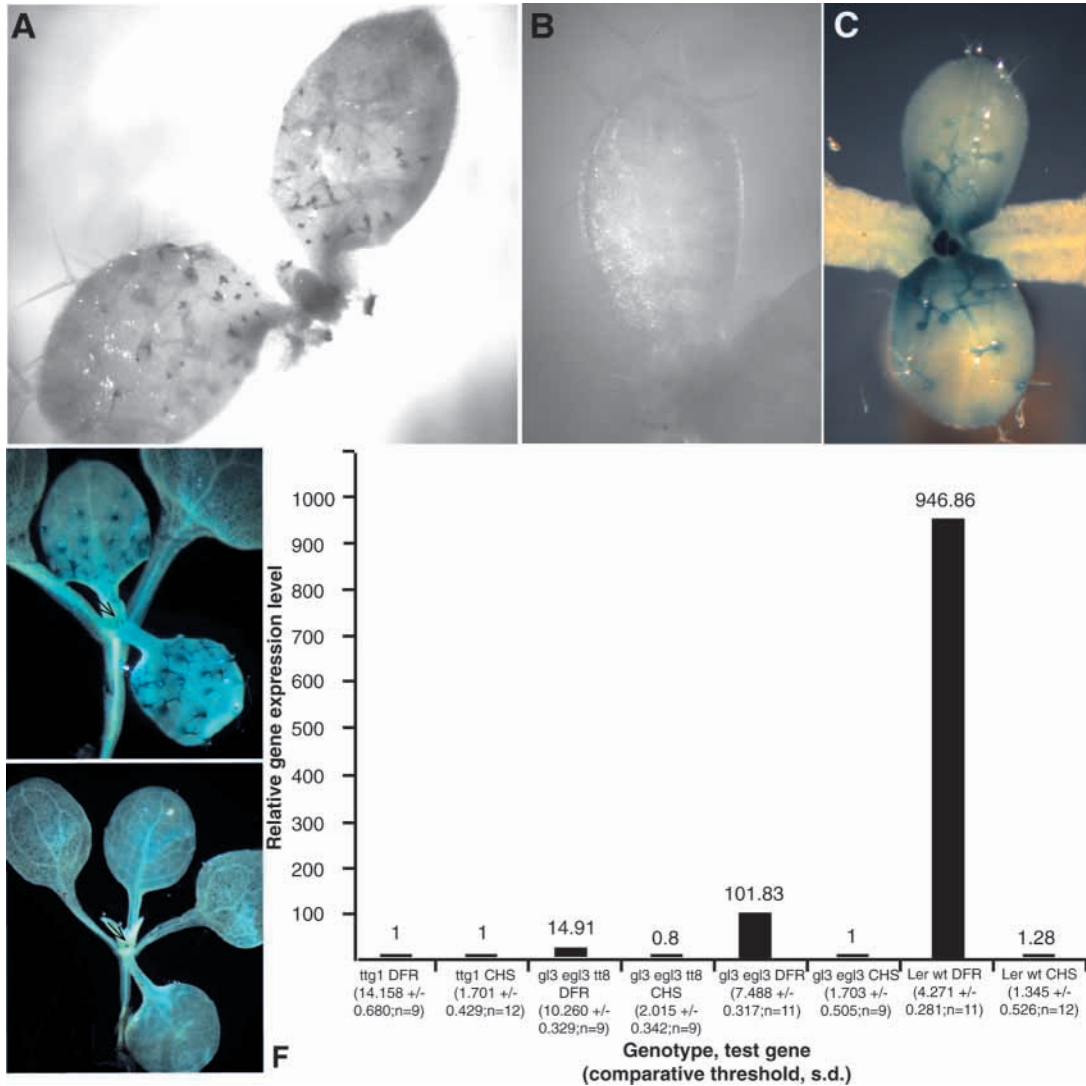 A
B
C
Relative gene expression level
1000
900
800
700
600
500
400
300
200
100
1
1
14.91
0.8
101.83
1
946.86
1.28
ttg1 DFR
(14.158 +/-
0.680;n=9)
ttg1 CHS
(1.701 +/-
0.429;n=12)
gl3 egl3 tt8
DFR
(10.260 +/-
0.329;n=9)
gl3 egl3 tt8
CHS
(2.015 +/-
0.342;n=9)
gl3 egl3 DFR
(7.488 +/-
0.317;n=11)
gl3 egl3 CHS
(1.703 +/-
0.505;n=9)
Ler wt DFR
(4.271 +/-
0.281;n=11)
Ler wt CHS
(1.345 +/-
0.526;n=12)
F
Genotype, test gene
(comparative threshold, s.d.)